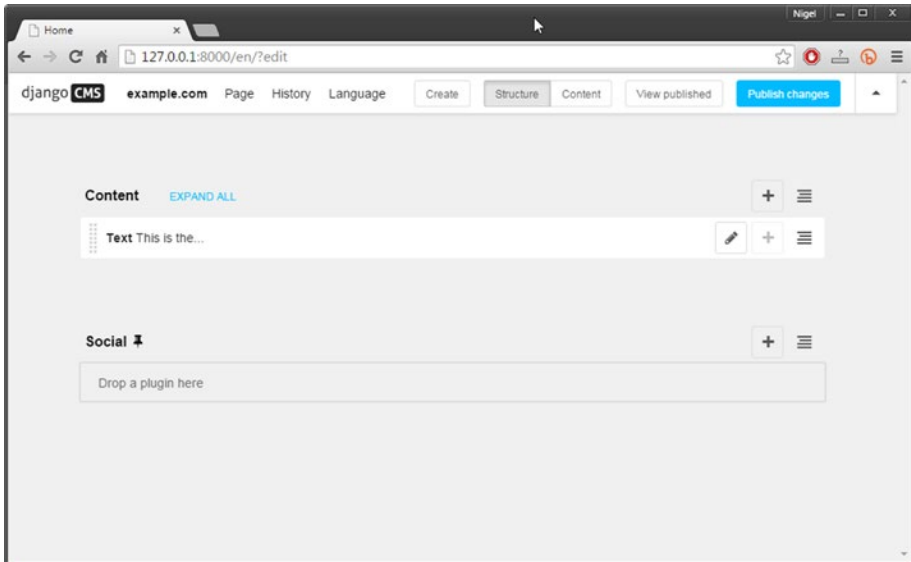 Nigel
Home
127.0.0.1:8000/en/?edit
django CMS example.com Page History Language Create Structure Content View published Publish changes
Content EXPAND ALL
Text This is the...
Social
Drop a plugin here